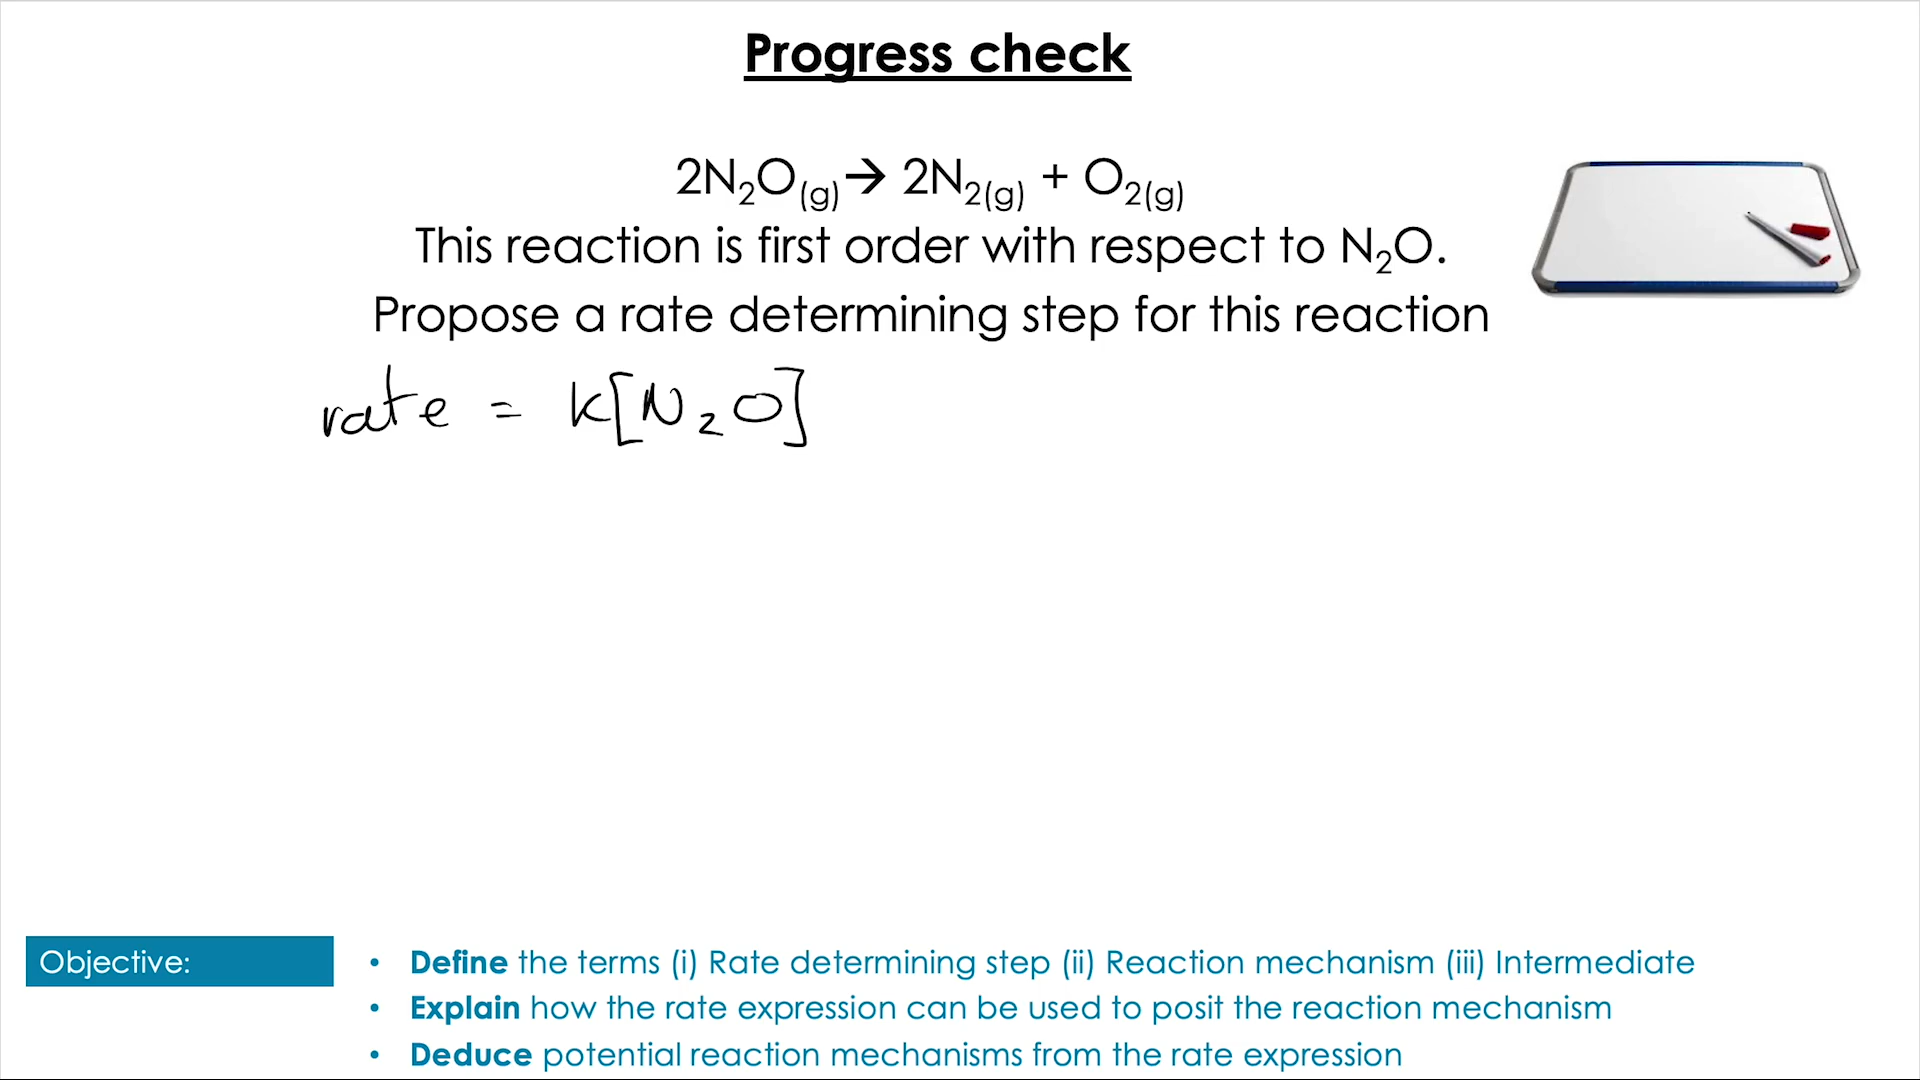 Progress check
2N₂O(g)→ 2N₂(g) + O₂(g)
This reaction is first order with respect to N₂O.
Propose a rate determining step for this reaction
rate = k[N₂O]
Objective:
• Define the terms (i) Rate determining step (ii) Reaction mechanism (iii) Intermediate
• Explain how the rate expression can be used to posit the reaction mechanism
• Deduce potential reaction mechanisms from the rate expression